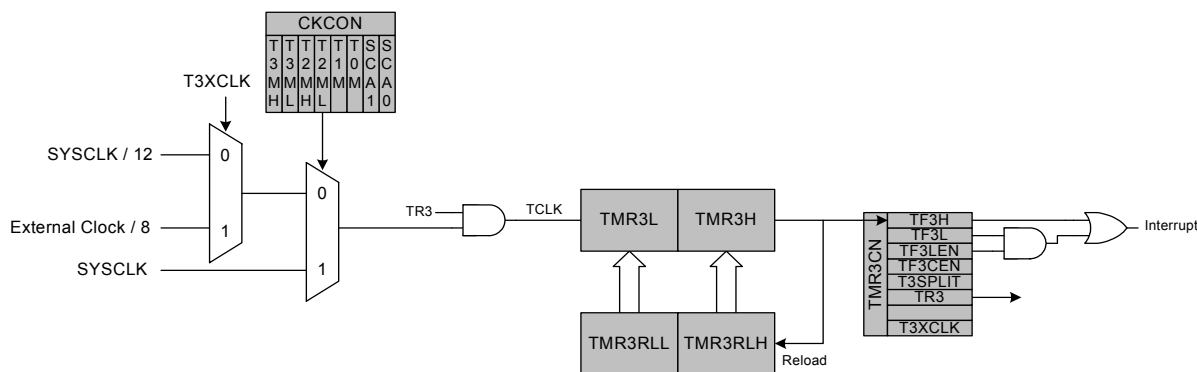 CKCON
T3MH
T3ML
T2MH
T2ML
T1M
T0M
SCA1
SCA0
T3XCLK
SYSCLK / 12
0
0
External Clock / 8
1
SYSCLK
1
TR3
TCLK
TMR3L
TMR3H
TMR3RLL
TMR3RLH
Reload
TMR3CN
TF3H
TF3L
TF3LEN
TF3CEN
T3SPLIT
TR3
T3XCLK
Interrupt